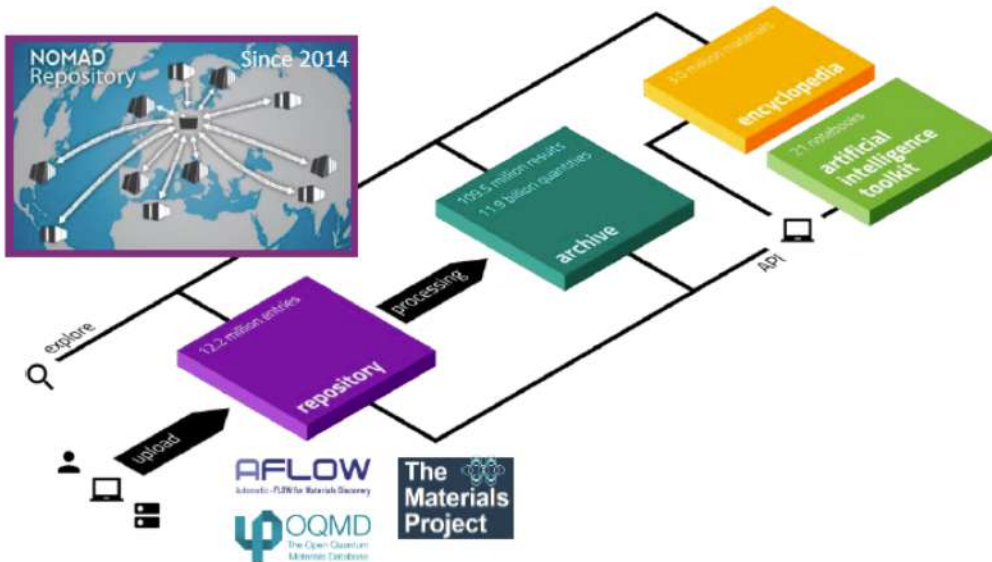 NOMAD
Repository
Since 2014
3.0 million materials
encyclopedia
21 notebooks
artificial
intelligence
toolkit
109.5 million results
11.9 billion quantities
archive
API
processing
explore
12.2 million entries
repository
upload
AFLOW
Automatic - FLOW for Materials Discovery
OQMD
The Open Quantum
Materials Database
The
Materials
Project